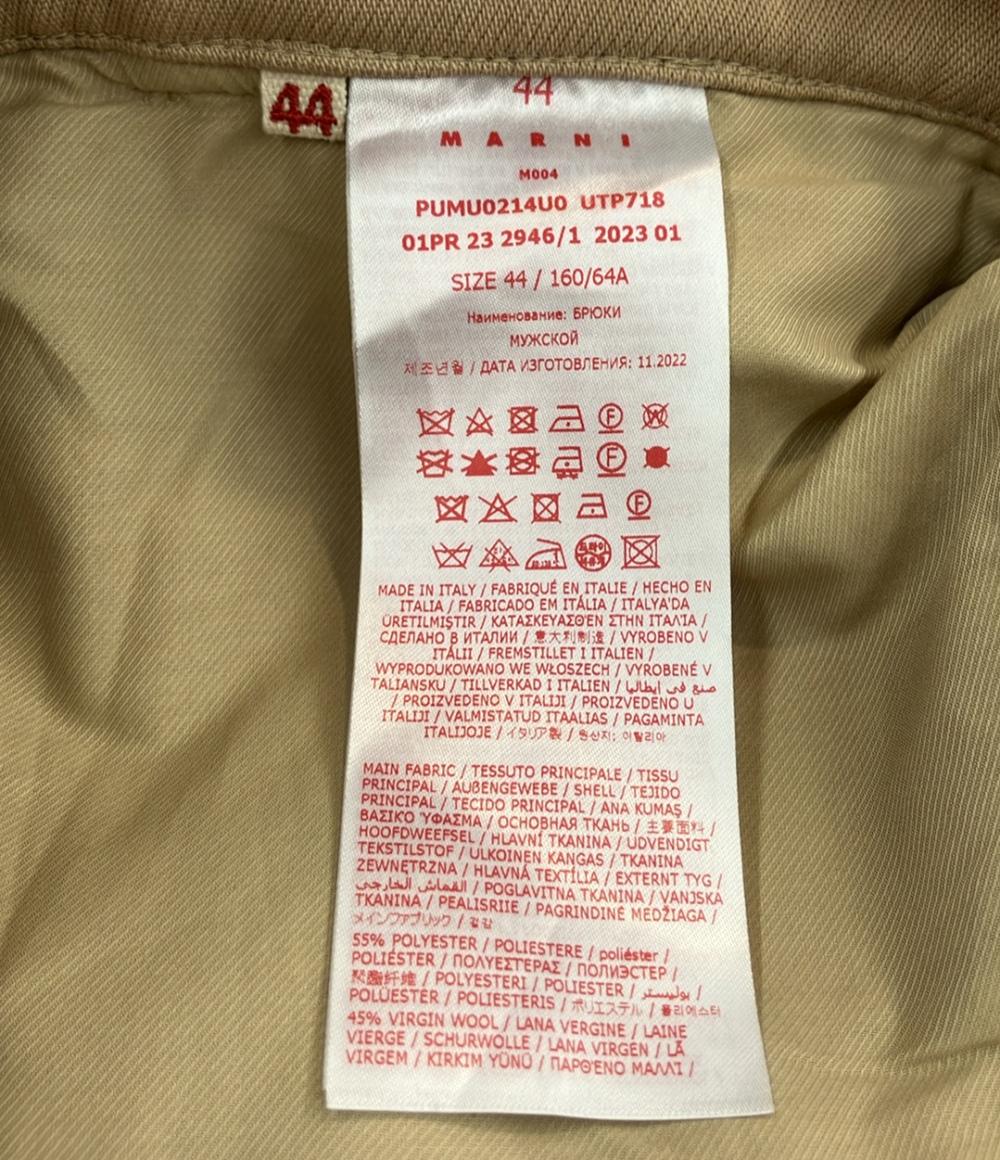 44
44
MARNI
M004
PUMU0214U0 UTP718
01PR 23 2946/1 2023 01
SIZE 44 / 160/64A
Наименование: БРЮКИ
МУЖСКОЙ
제조년월 / ДАТА ИЗГОТОВЛЕНИЯ: 11.2022
MADE IN ITALY / FABRIQUÉ EN ITALIE / HECHO EN
ITALIA / FABRICADO EM ITÁLIA / ITALYA'DA
ÜRETILMIŞTIR / ΚΑΤΑΣΚΕΥΑΣΘ'ΕΝ ΣΤΗΝ ΙΤΑΛ'ΙΑ /
СДЕЛАНО В ИТАЛИИ / 意大利制造 / VYROBENO V
ITÁLII / FREMSTILLET I ITALIEN /
WYPRODUKOWANO WE WŁOSZECH / VYROBENÉ V
TALIANSKU / TILLVERKAD I ITALIEN / صنع في إيطاليا
/ PROIZVEDENO V ITALIJI / PROIZVEDENO U
ITALIJI / VALMISTATUD ITAALIAS / PAGAMINTA
ITALIJOJE / イタリア製 / 원산지: 이탈리아
MAIN FABRIC / TESSUTO PRINCIPALE / TISSU
PRINCIPAL / AUßENGEWEBE / SHELL / TEJIDO
PRINCIPAL / TECIDO PRINCIPAL / ANA KUMAŞ /
ΒΑΣΙΚ'Ο 'ΥΦΑΣΜΑ / ОСНОВНАЯ ТКАНЬ / 主要面料 /
HOOFDWEEFSEL / HLAVNÍ TKANINA / UDVENDIGT
TEKSTILSTOF / ULKOINEN KANGAS / TKANINA
ZEWNĘTRZNA / HLAVNÁ TEXTÍLIA / EXTERNT TYG /
القماش الخارجي / POGLAVITNA TKANINA / VANJSKA
TKANINA / PEALISRIIE / PAGRINDINĖ MEDŽIAGA /
メインファブリック / 겉감
55% POLYESTER / POLIESTERE / poliéster /
POLIÉSTER / ΠΟΛΥΕΣΤΕΡΑΣ / ПОЛИЭСТЕР /
聚酯纤维 / POLYESTERI / POLIESTER / بوليستر /
POLÜESTER / POLIESTERIS / ポリエステル / 폴리에스터
45% VIRGIN WOOL / LANA VERGINE / LAINE
VIERGE / SCHURWOLLE / LANA VIRGEN / LÃ
VIRGEM / KIRKIM YÜNÜ / ΠΑΡΘ'ΕΝΟ ΜΑΛΛΙ /